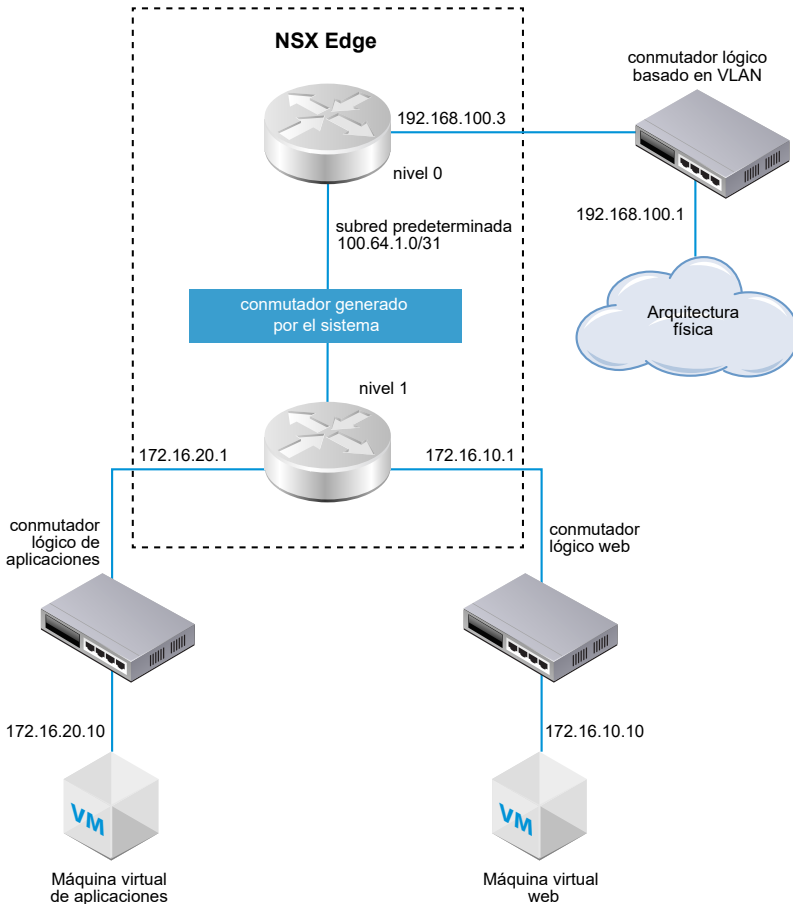 NSX Edge
conmutador lógico
basado en VLAN
192.168.100.3
nivel 0
192.168.100.1
subred predeterminada
100.64.1.0/31
conmutador generado
por el sistema
Arquitectura
física
nivel 1
172.16.20.1
172.16.10.1
conmutador
lógico de
aplicaciones
conmutador
lógico web
172.16.20.10
172.16.10.10
VM
VM
Máquina virtual
de aplicaciones
Máquina virtual
web